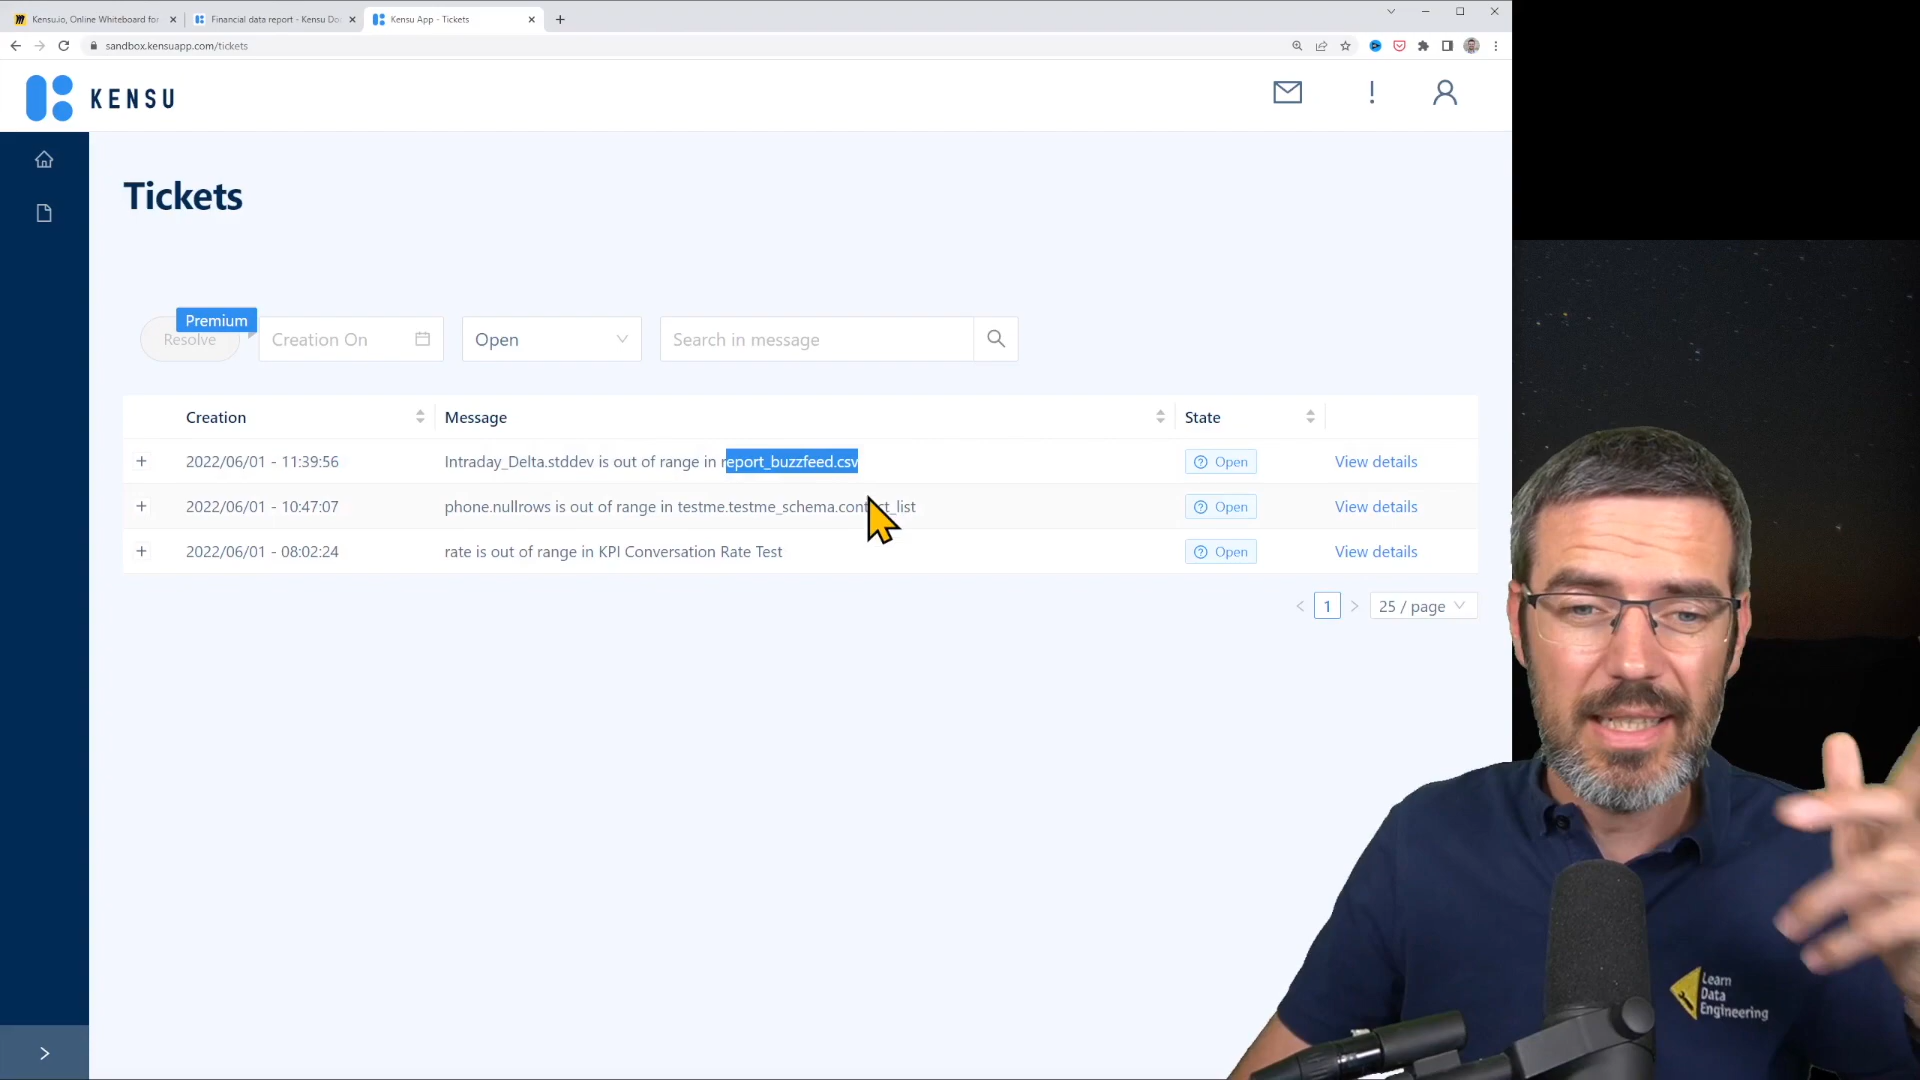 Kensu.io, Online Whiteboard for
Financial data report - Kensu Do
Kensu App - Tickets
sandbox.kensuapp.com/tickets
KENSU
Tickets
Premium
Resolve
Creation On
Open
Search in message
Creation
Message
State
2022/06/01 - 11:39:56
Intraday_Delta.stddev is out of range in report_buzzfeed.csv
Open
View details
2022/06/01 - 10:47:07
phone.nullrows is out of range in testme.testme_schema.contact_list
Open
View details
2022/06/01 - 08:02:24
rate is out of range in KPI Conversation Rate Test
Open
View details
1
25 / page
Learn
Data
Engineering